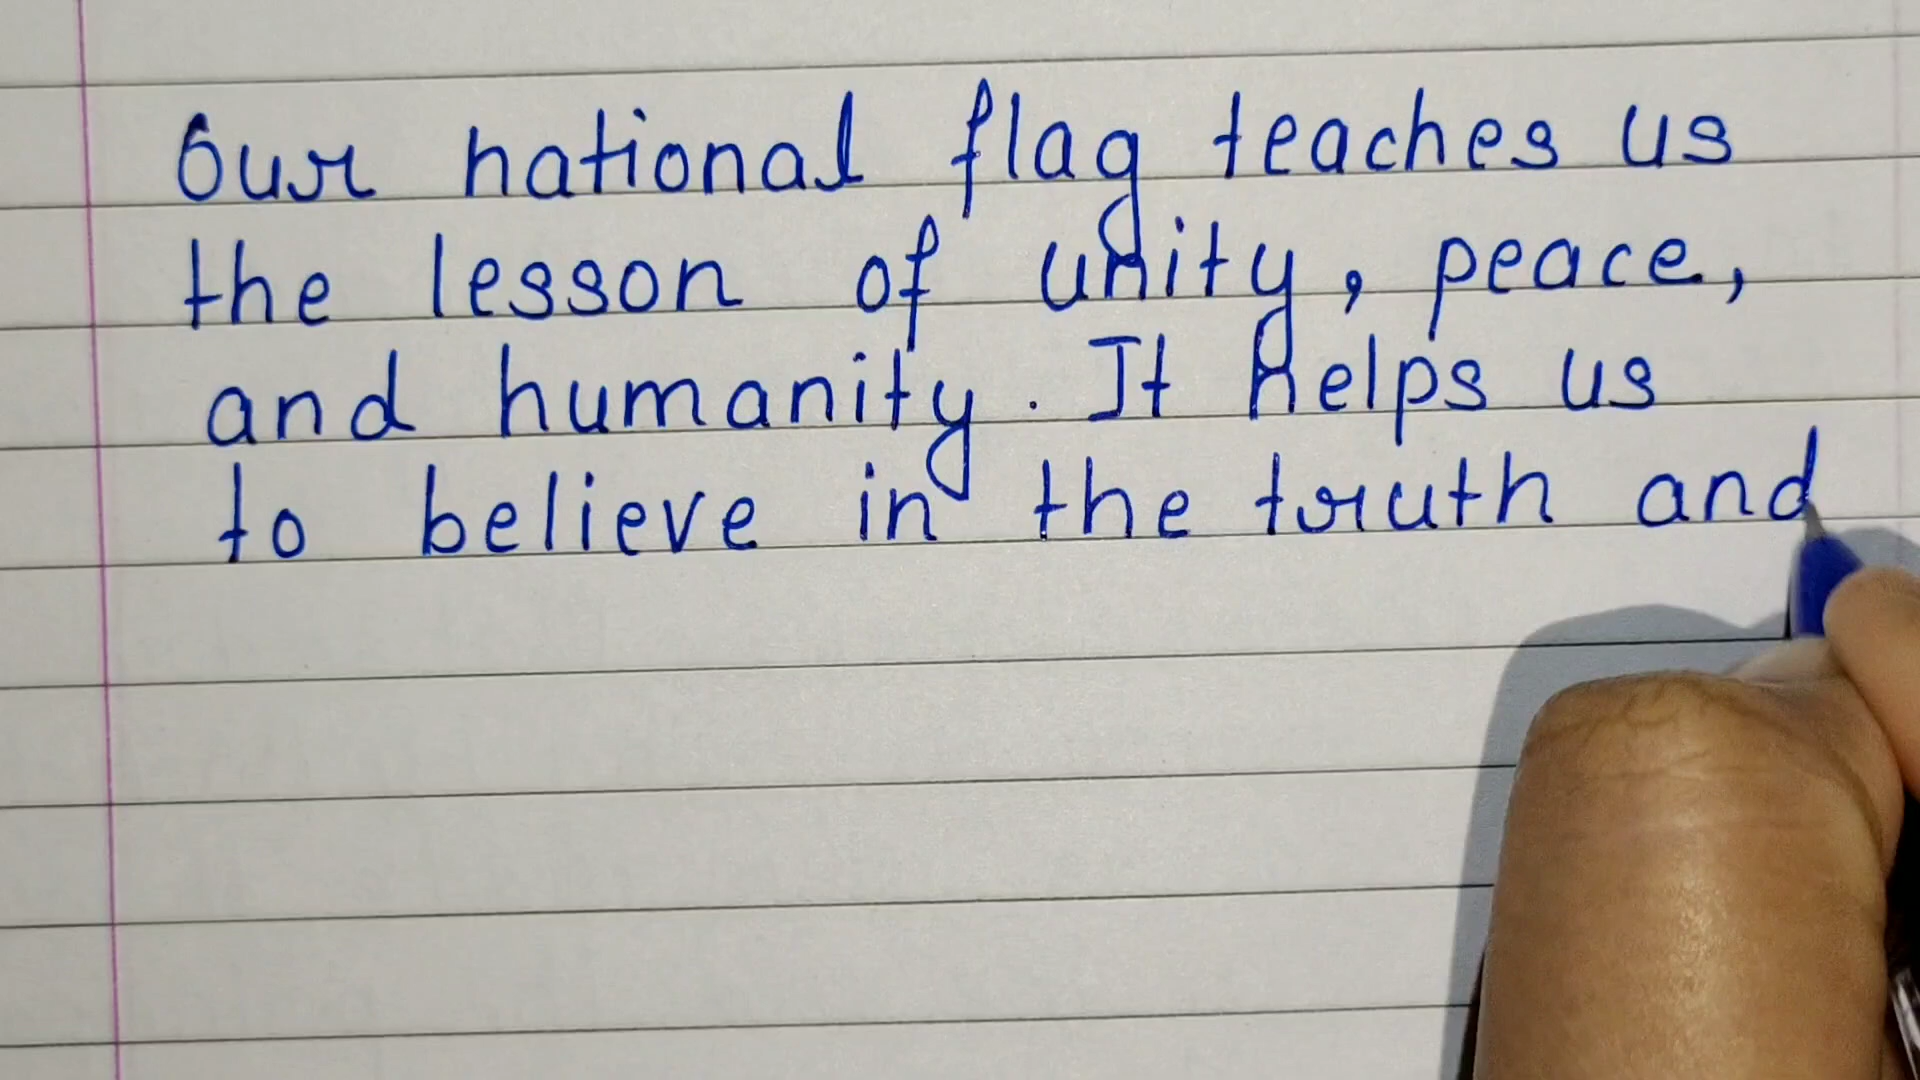 Our national flag teaches us
the lesson of unity, peace,
and humanity. It helps us
to believe in the truth and